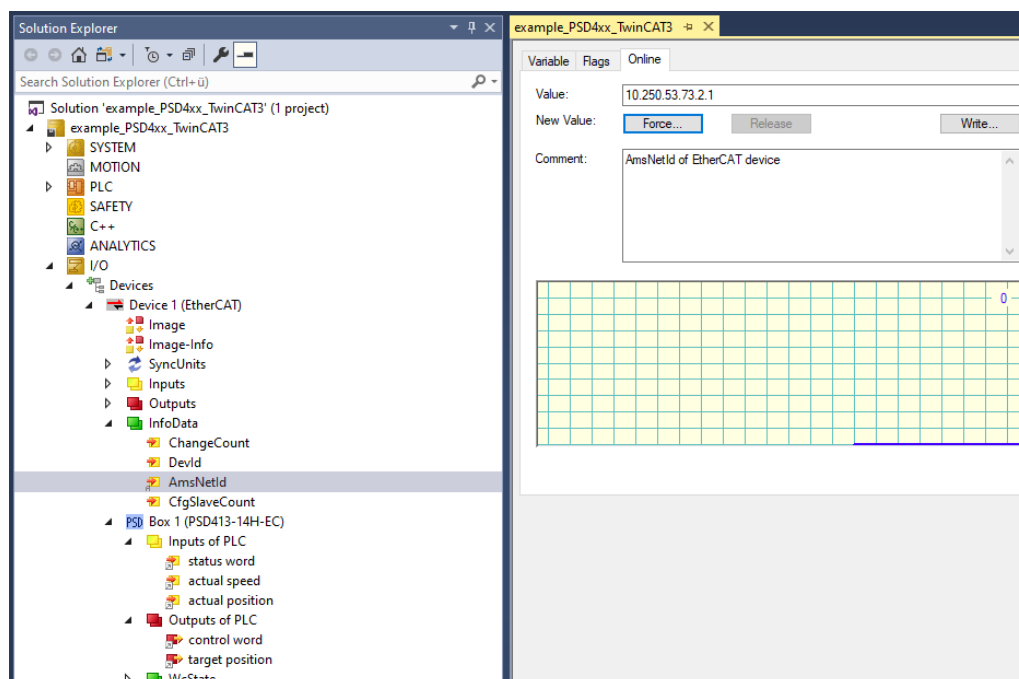 Solution Explorer
Search Solution Explorer (Ctrl+ü)
Solution 'example_PSD4xx_TwinCAT3' (1 project)
example_PSD4xx_TwinCAT3
SYSTEM
MOTION
PLC
SAFETY
C++
ANALYTICS
I/O
Devices
Device 1 (EtherCAT)
Image
Image-Info
SyncUnits
Inputs
Outputs
InfoData
ChangeCount
DevId
AmsNetId
CfgSlaveCount
PSD Box 1 (PSD413-14H-EC)
Inputs of PLC
status word
actual speed
actual position
Outputs of PLC
control word
target position
WcState
example_PSD4xx_TwinCAT3
Variable Flags Online
Value: 10.250.53.73.2.1
New Value: Force... Release Write...
Comment: AmsNetId of EtherCAT device
0